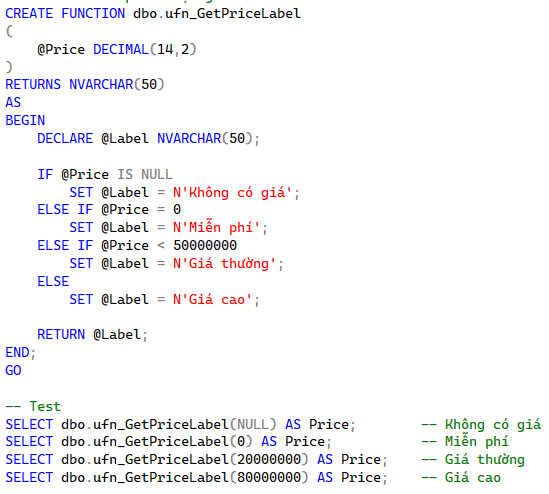 CREATE FUNCTION dbo.ufn_GetPriceLabel
(
    @Price DECIMAL(14,2)
)
RETURNS NVARCHAR(50)
AS
BEGIN
    DECLARE @Label NVARCHAR(50);

    IF @Price IS NULL
        SET @Label = N'Không có giá';
    ELSE IF @Price = 0
        SET @Label = N'Miễn phí';
    ELSE IF @Price < 50000000
        SET @Label = N'Giá thường';
    ELSE
        SET @Label = N'Giá cao';

    RETURN @Label;
END;
GO

-- Test
SELECT dbo.ufn_GetPriceLabel(NULL) AS Price;        -- Không có giá
SELECT dbo.ufn_GetPriceLabel(0) AS Price;           -- Miễn phí
SELECT dbo.ufn_GetPriceLabel(20000000) AS Price;    -- Giá thường
SELECT dbo.ufn_GetPriceLabel(80000000) AS Price;    -- Giá cao